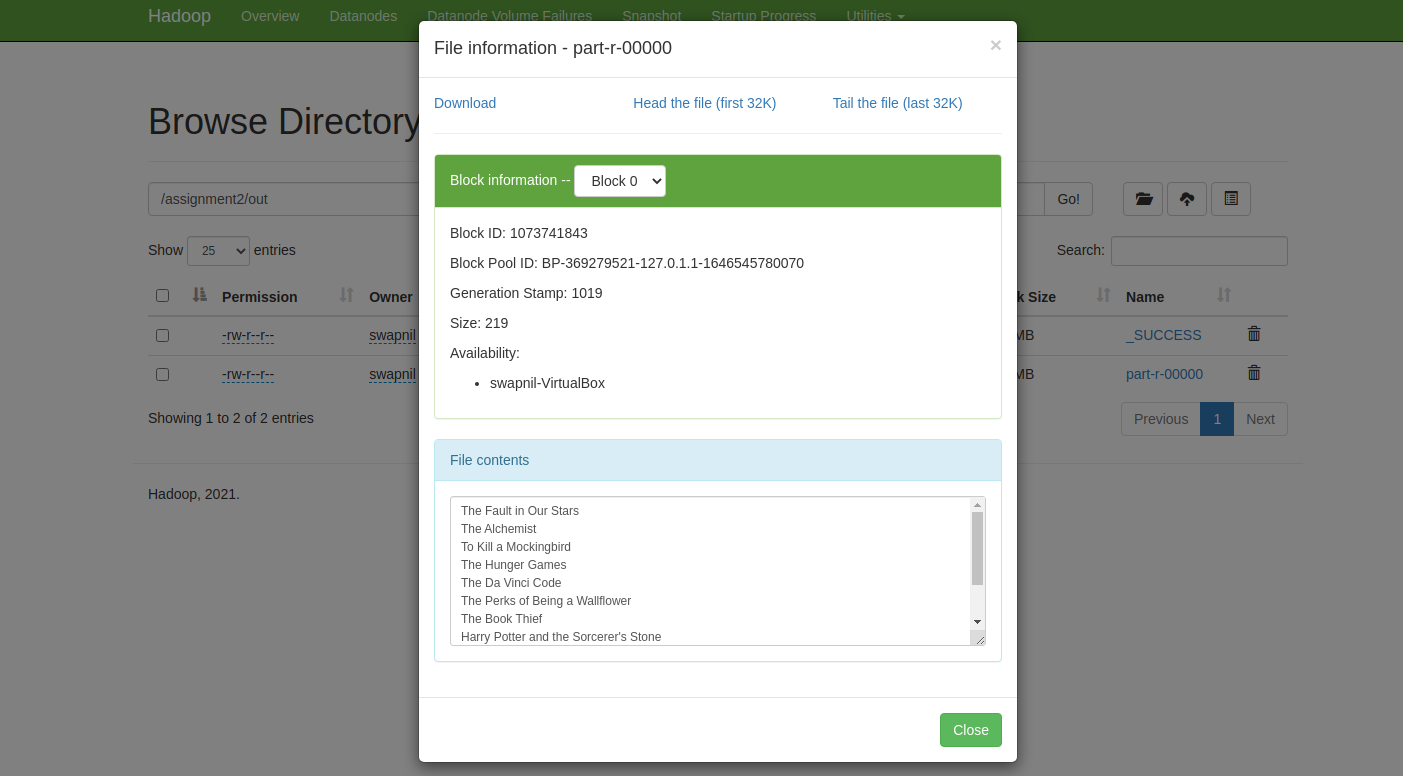 Hadoop Overview Datanodes Datanode Volume Failures Snapshot Startup Progress Utilities
File information - part-r-00000 ×
Download Head the file (first 32K) Tail the file (last 32K)
Browse Directory
Block information -- Block 0
/assignment2/out Go!
Block ID: 1073741843
Show 25 entries Search:
Block Pool ID: BP-369279521-127.0.1.1-1646545780070
Generation Stamp: 1019
Permission Owner Size Name
Size: 219
-rw-r--r-- swapnil MB _SUCCESS
Availability:
-rw-r--r-- swapnil MB part-r-00000
• swapnil-VirtualBox
Showing 1 to 2 of 2 entries Previous 1 Next
File contents
Hadoop, 2021.
The Fault in Our Stars
The Alchemist
To Kill a Mockingbird
The Hunger Games
The Da Vinci Code
The Perks of Being a Wallflower
The Book Thief
Harry Potter and the Sorcerer's Stone
Close